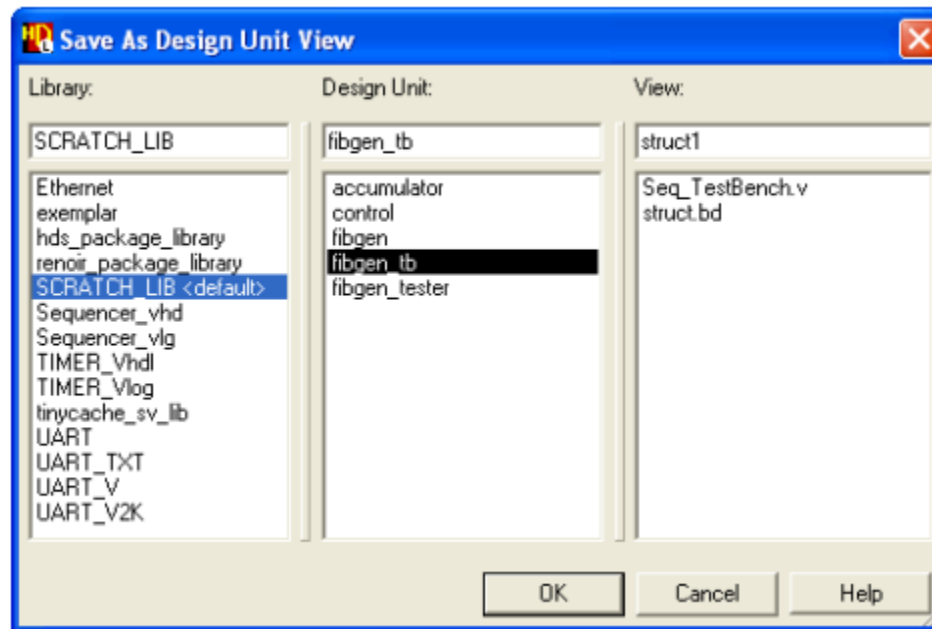 Save As Design Unit View
Library:
Design Unit:
View:
SCRATCH_LIB
fibgen_tb
struct1
Ethernet
exemplar
hds_package_library
renoir_package_library
SCRATCH_LIB <default>
Sequencer_vhd
Sequencer_vlg
TIMER_Vhdl
TIMER_Vlog
tinycache_sv_lib
UART
UART_TXT
UART_V
UART_V2K
accumulator
control
fibgen
fibgen_tb
fibgen_tester
Seq_TestBench.v
struct.bd
OK
Cancel
Help